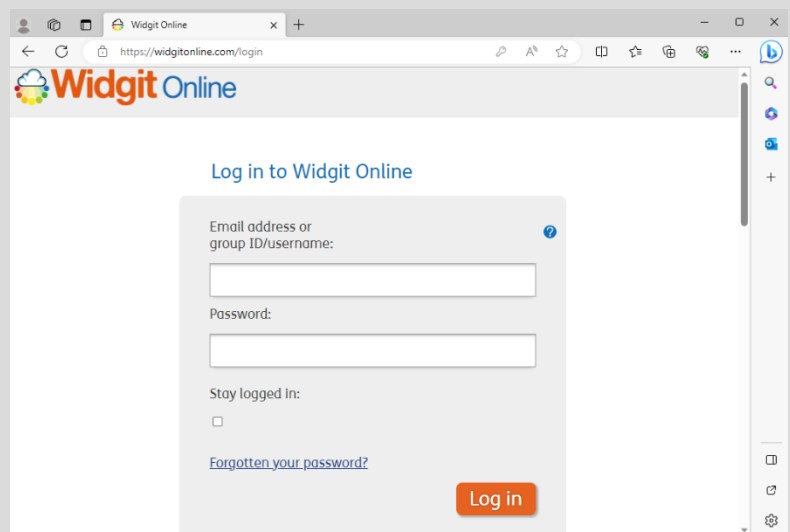 Widgit Online
https://widgitonline.com/login
Widgit Online
Log in to Widgit Online
Email address or
group ID/username:
Password:
Stay logged in:
Forgotten your password?
Log in